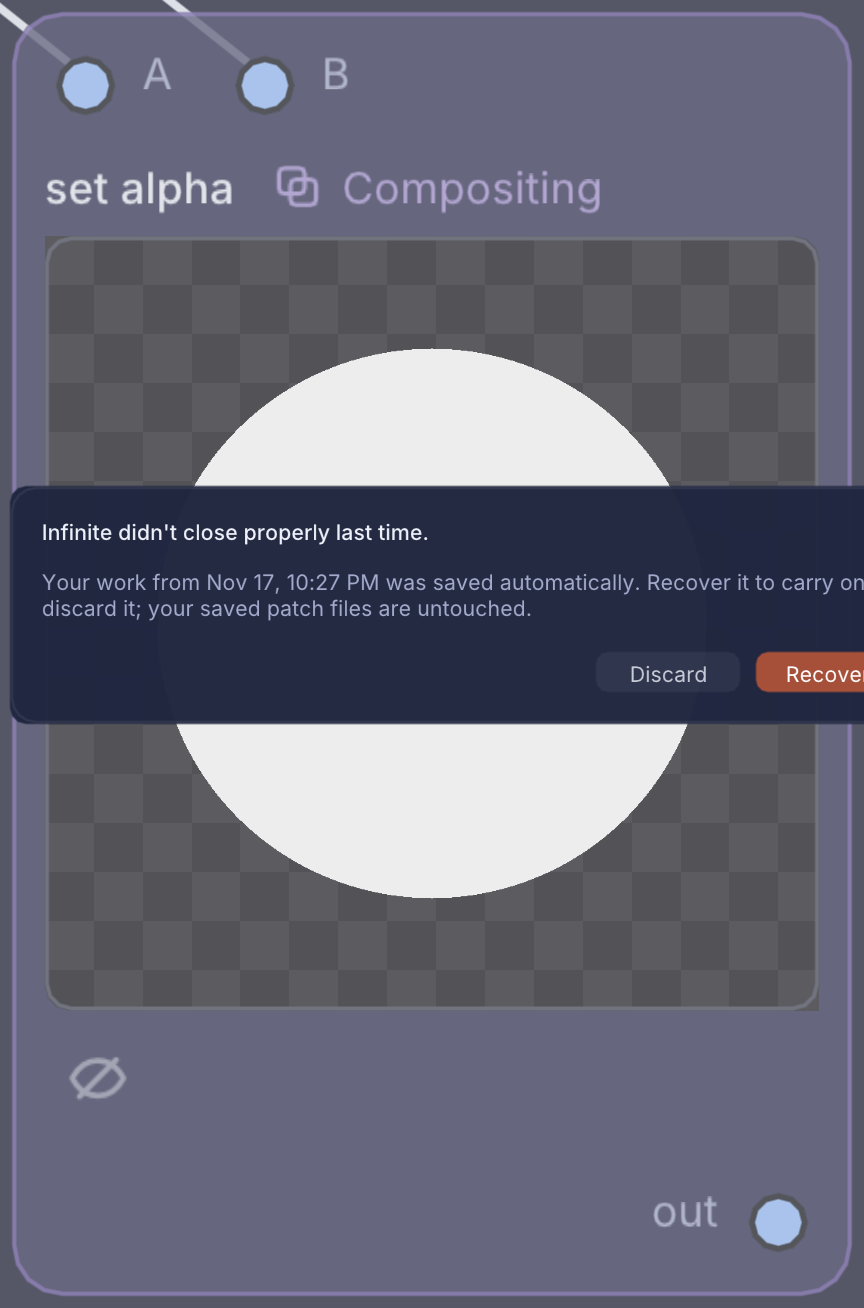 A B
set alpha Compositing
Infinite didn't close properly last time.
Your work from Nov 17, 10:27 PM was saved automatically. Recover it to carry on
discard it; your saved patch files are untouched.
Discard Recover
out